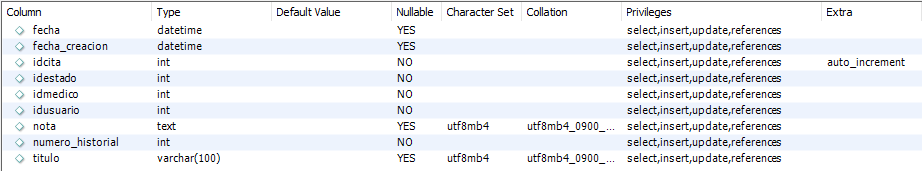 Column Type Default Value Nullable Character Set Collation Privileges Extra
fecha datetime YES select,insert,update,references
fecha_creacion datetime YES select,insert,update,references
idcita int NO select,insert,update,references auto_increment
idestado int NO select,insert,update,references
idmedico int NO select,insert,update,references
idusuario int NO select,insert,update,references
nota text YES utf8mb4 utf8mb4_0900_... select,insert,update,references
numero_historial int NO select,insert,update,references
titulo varchar(100) YES utf8mb4 utf8mb4_0900_... select,insert,update,references